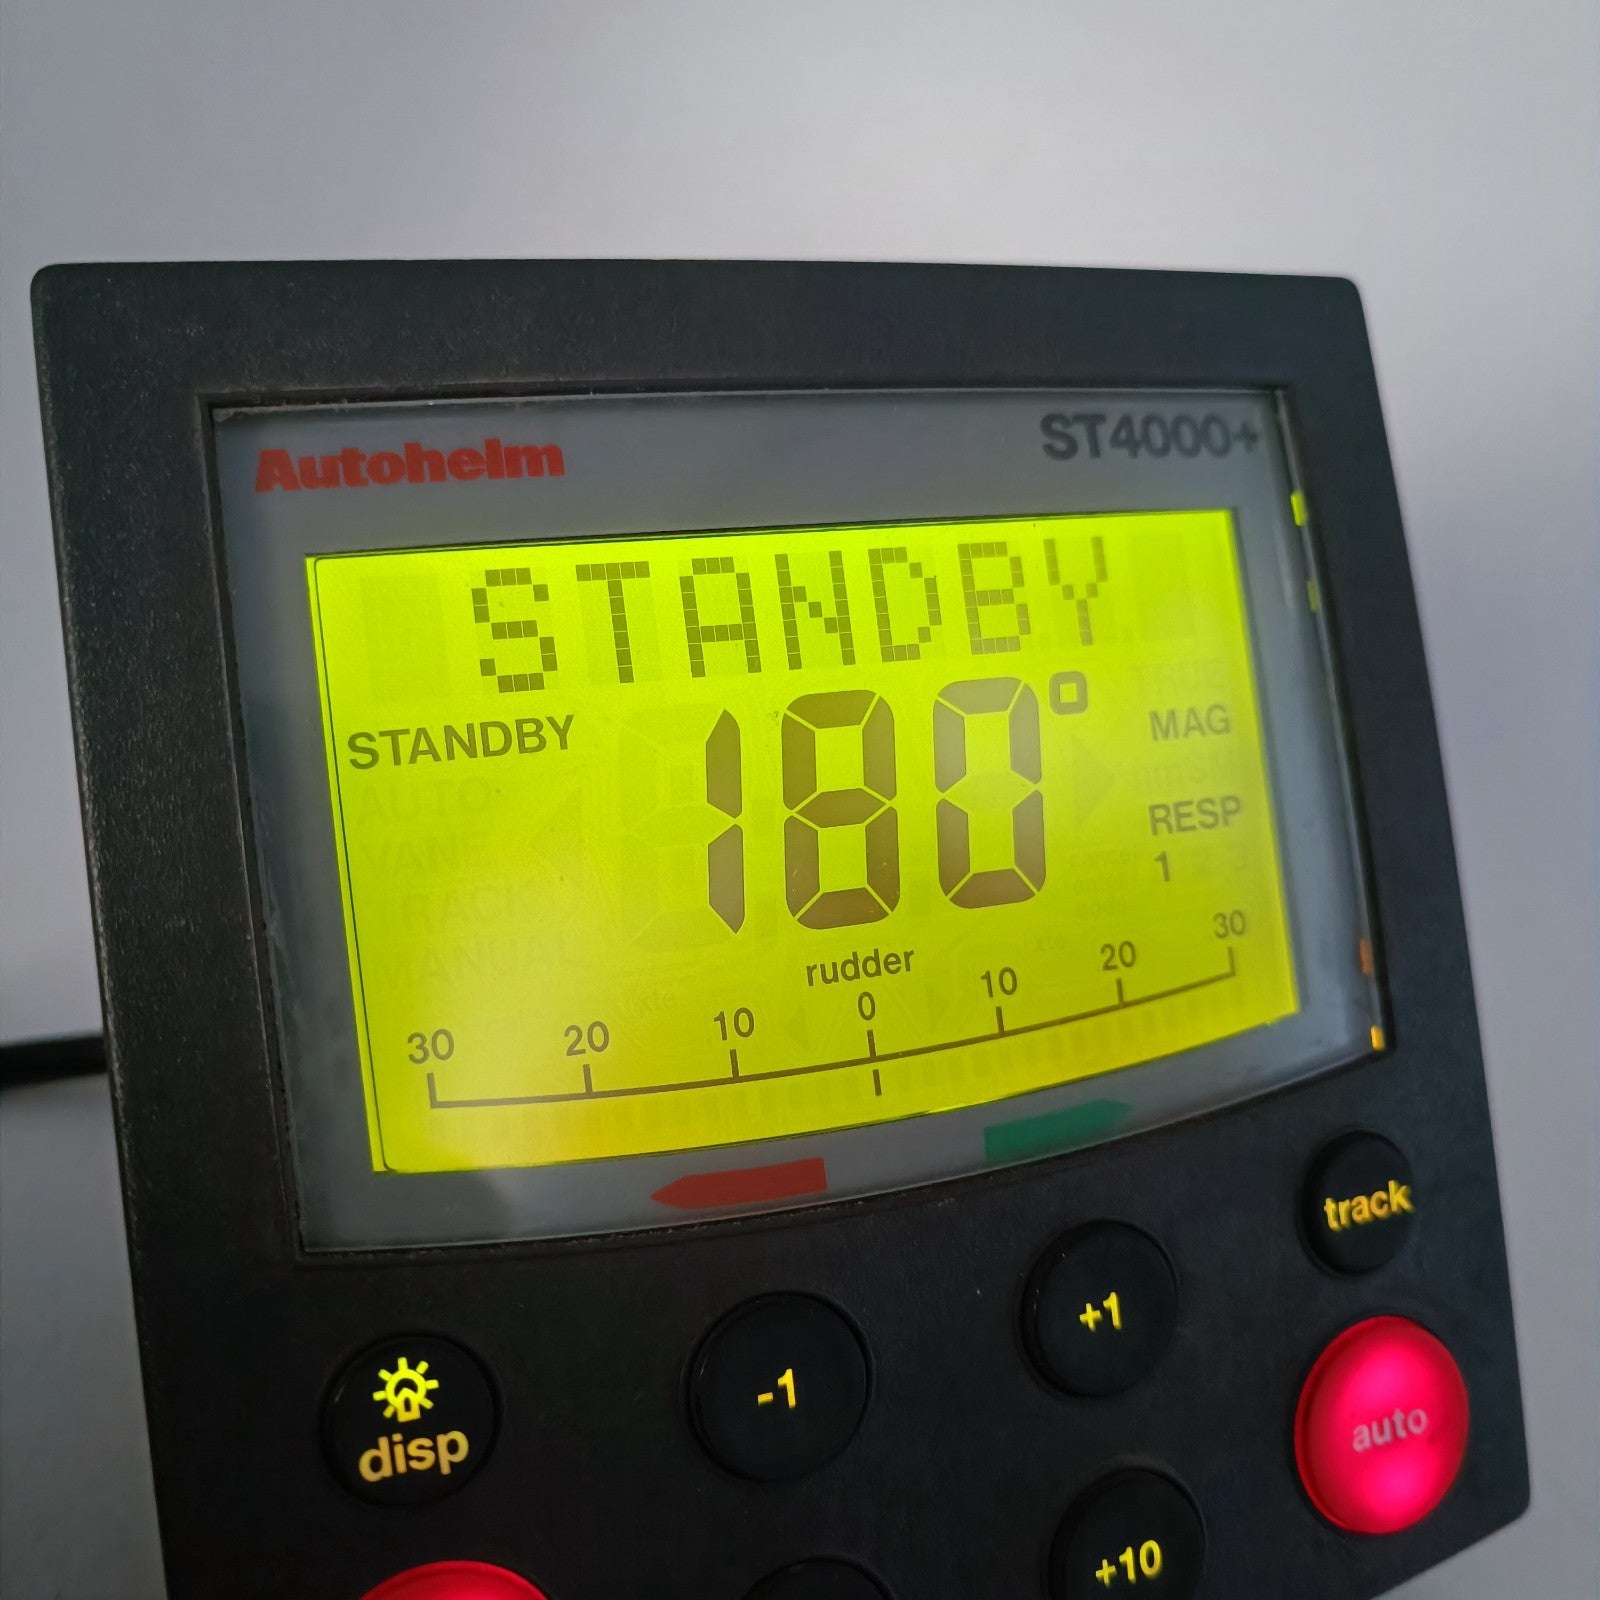 Autohelm ST4000+
STANDBY
STANDBY 180° MAG
RESP
1
rudder
30 20 10 0 10 20 30
track
disp -1 +1 auto
+10